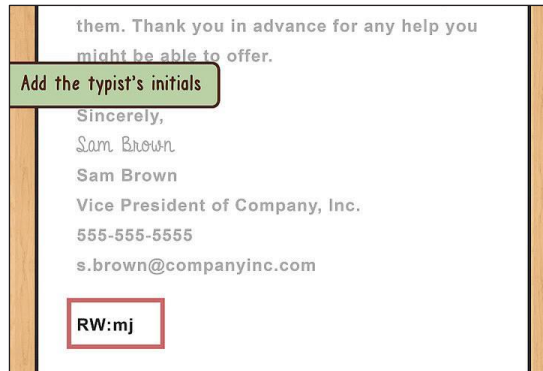 them. Thank you in advance for any help you
might be able to offer.
Add the typist's initials
Sincerely,
Sam Brown
Sam Brown
Vice President of Company, Inc.
555-555-5555
s.brown@companyinc.com
RW:mj